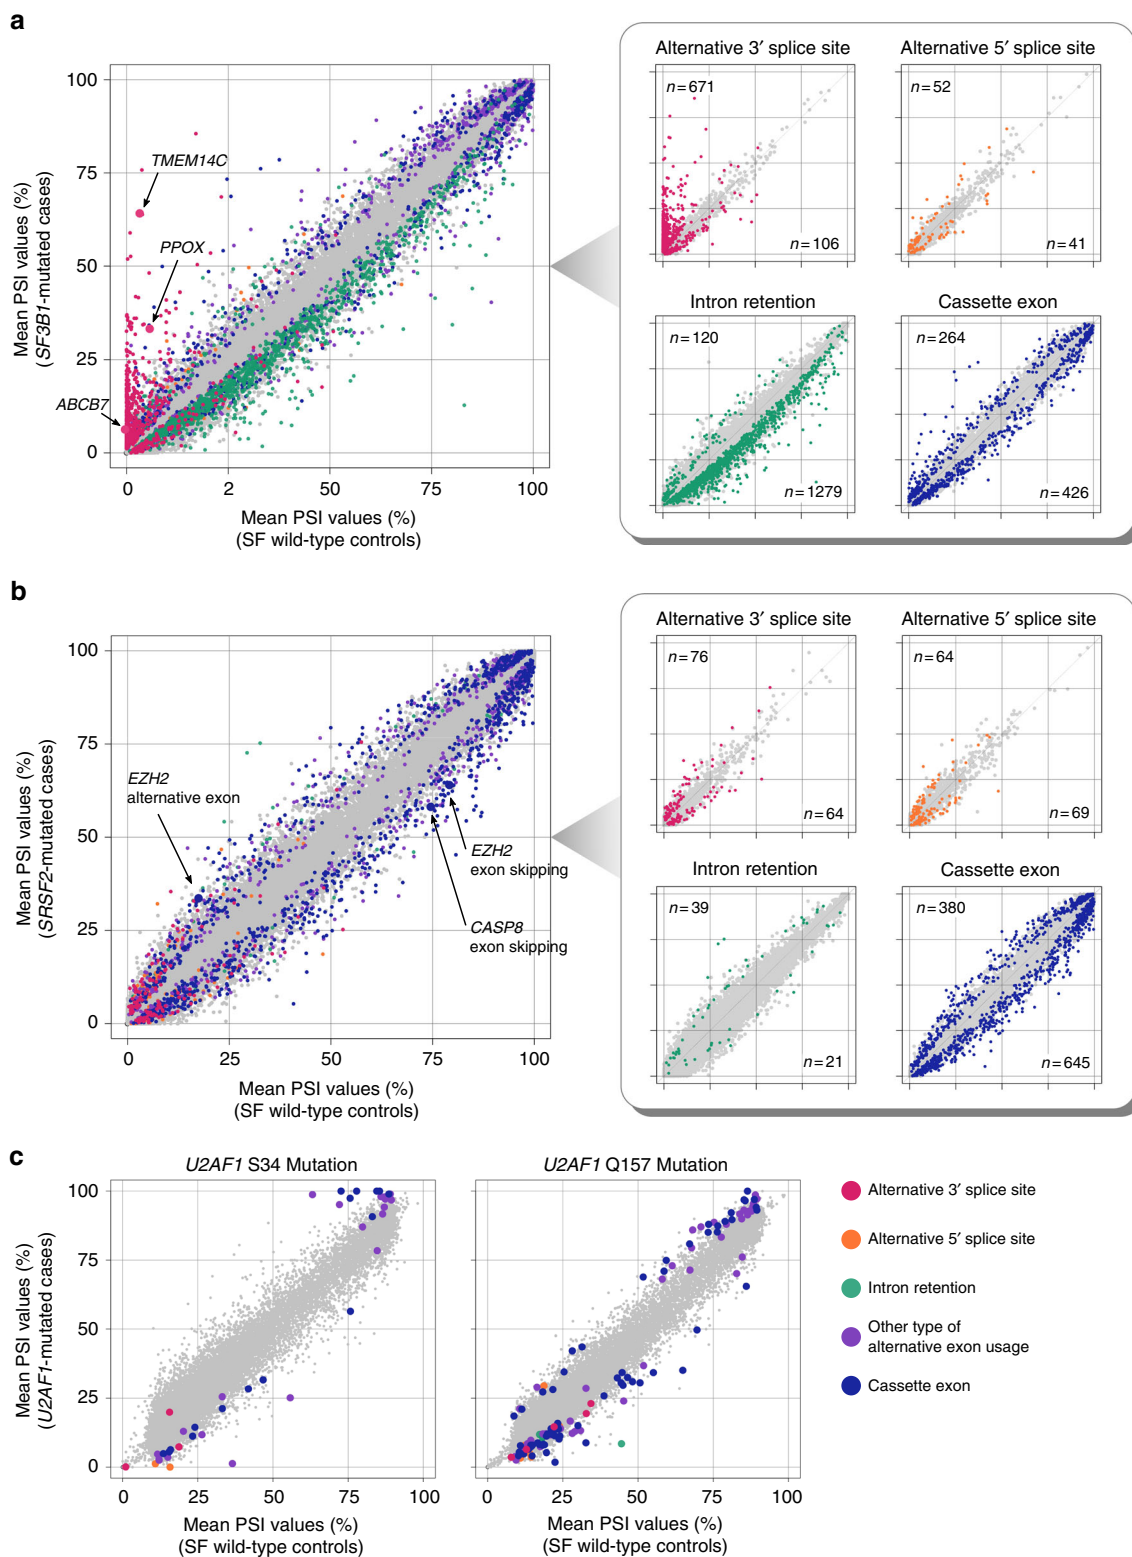 a
Mean PSI values (%)
(SF3B1-mutated cases)
100
75
50
25
0
TMEM14C
PPOX
ABCB7
0 2 50 75 100
Mean PSI values (%)
(SF wild-type controls)
Alternative 3′ splice site
n=671
n=106
Alternative 5′ splice site
n=52
n=41
Intron retention
n=120
n=1279
Cassette exon
n=264
n=426
b
Mean PSI values (%)
(SRSF2-mutated cases)
100
75
50
25
0
EZH2
alternative exon
EZH2
exon skipping
CASP8
exon skipping
0 25 50 75 100
Mean PSI values (%)
(SF wild-type controls)
Alternative 3′ splice site
n=76
n=64
Alternative 5′ splice site
n=64
n=69
Intron retention
n=39
n=21
Cassette exon
n=380
n=645
c
Mean PSI values (%)
(U2AF1-mutated cases)
U2AF1 S34 Mutation
100
75
50
25
0
0 25 50 75 100
Mean PSI values (%)
(SF wild-type controls)
U2AF1 Q157 Mutation
0 25 50 75 100
Mean PSI values (%)
(SF wild-type controls)
Alternative 3′ splice site
Alternative 5′ splice site
Intron retention
Other type of
alternative exon usage
Cassette exon